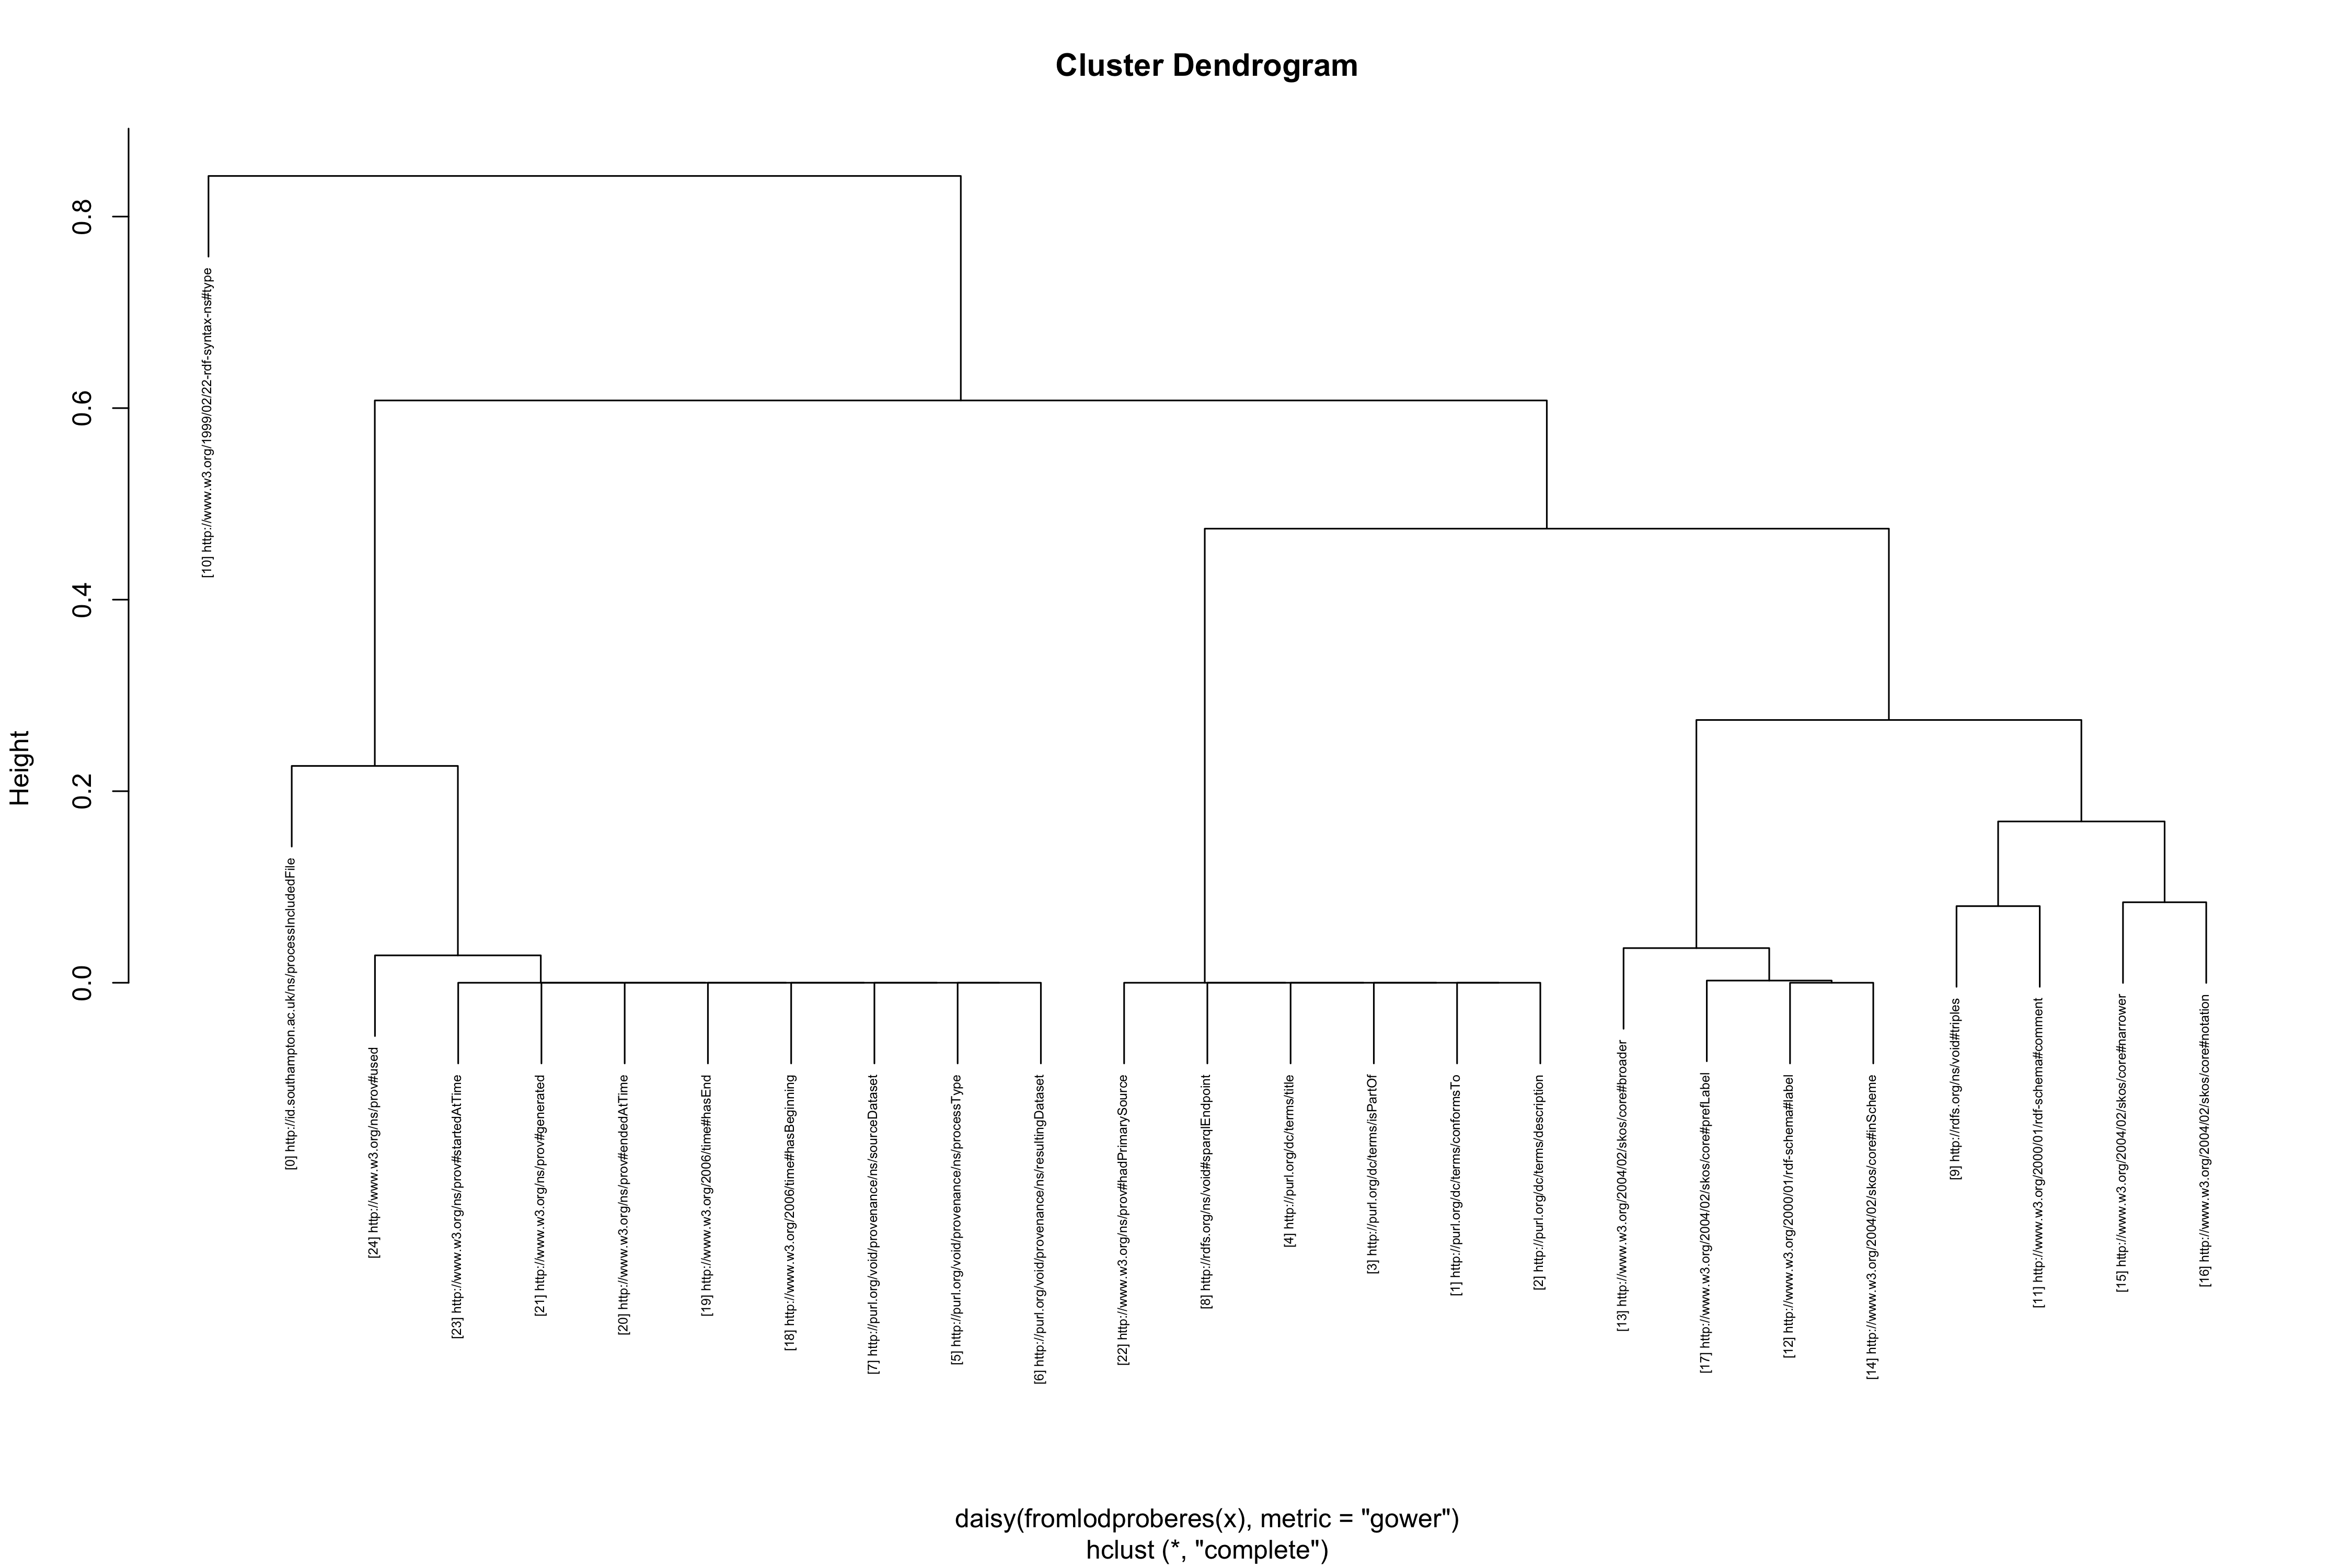 Cluster Dendrogram
Height
0.0
0.2
0.4
0.6
0.8
[10] http://www.w3.org/1999/02/22-rdf-syntax-ns#type
[0] http://id.southampton.ac.uk/ns/processIncludedFile
[24] http://www.w3.org/ns/prov#used
[23] http://www.w3.org/ns/prov#startedAtTime
[21] http://www.w3.org/ns/prov#generated
[20] http://www.w3.org/ns/prov#endedAtTime
[19] http://www.w3.org/2006/time#hasEnd
[18] http://www.w3.org/2006/time#hasBeginning
[7] http://purl.org/void/provenance/ns/sourceDataset
[5] http://purl.org/void/provenance/ns/processType
[6] http://purl.org/void/provenance/ns/resultingDataset
[22] http://www.w3.org/ns/prov#hadPrimarySource
[8] http://rdfs.org/ns/void#sparqlEndpoint
[4] http://purl.org/dc/terms/title
[3] http://purl.org/dc/terms/isPartOf
[1] http://purl.org/dc/terms/conformsTo
[2] http://purl.org/dc/terms/description
[13] http://www.w3.org/2004/02/skos/core#broader
[17] http://www.w3.org/2004/02/skos/core#prefLabel
[12] http://www.w3.org/2000/01/rdf-schema#label
[14] http://www.w3.org/2004/02/skos/core#inScheme
[9] http://rdfs.org/ns/void#triples
[11] http://www.w3.org/2000/01/rdf-schema#comment
[15] http://www.w3.org/2004/02/skos/core#narrower
[16] http://www.w3.org/2004/02/skos/core#notation
daisy(fromlodproberes(x), metric = "gower")
hclust (*, "complete")